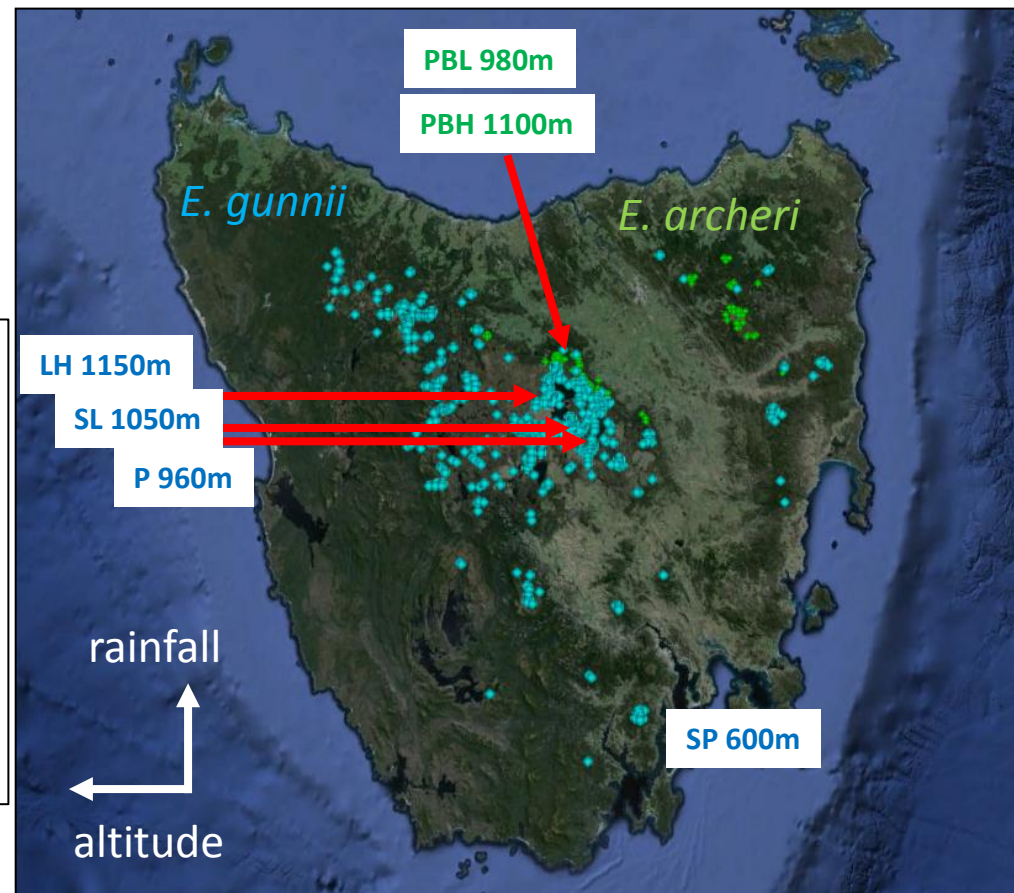 PBL 980m
PBH 1100m
E. gunnii
E. archeri
LH 1150m
SL 1050m
P 960m
rainfall
SP 600m
altitude